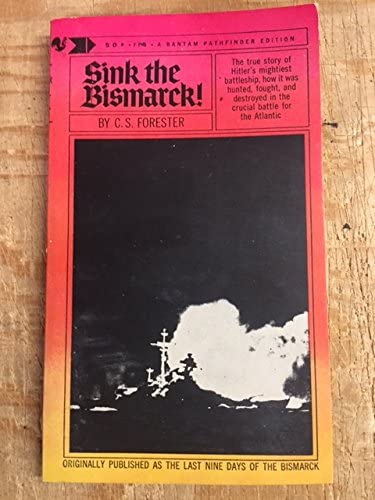 A BANTAM PATHFINDER EDITION
Sink the
Bismarck!
BY C. S. FORESTER
The true story of
Hitler's mightiest
battleship, how it was
hunted, fought, and
destroyed in the
crucial battle for
the Atlantic
ORIGINALLY PUBLISHED AS THE LAST NINE DAYS OF THE BISMARCK